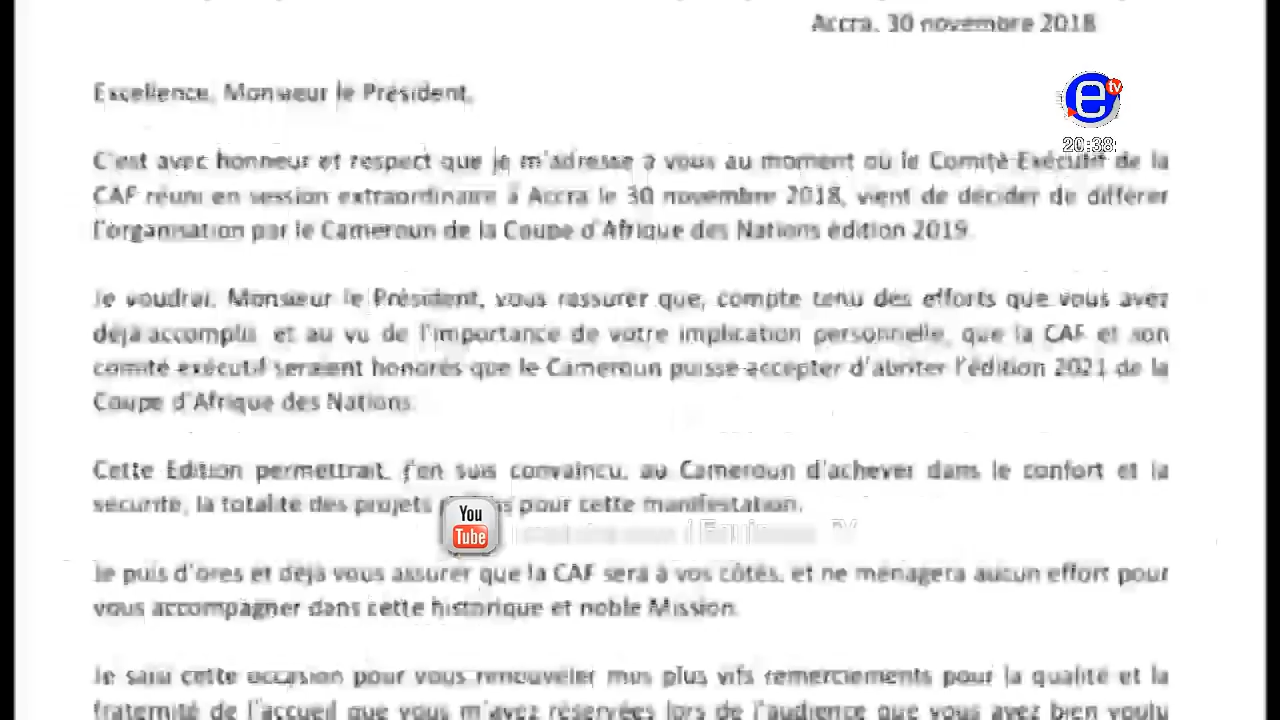 Accra, 30 novembre 2018
e tv
Excellence, Monsieur le Président,
20:38
C'est avec honneur et respect que je m'adresse à vous au moment où le Comité Exécutif de la
CAF réuni en session extraordinaire à Accra le 30 novembre 2018, vient de décider de différer
l'organisation par le Cameroun de la Coupe d'Afrique des Nations édition 2019.
Je voudrai, Monsieur le Président, vous rassurer que, compte tenu des efforts que vous avez
déjà accomplis et au vu de l'importance de votre implication personnelle, que la CAF et son
comité exécutif seraient honorés que le Cameroun puisse accepter d'abriter l'édition 2021 de la
Coupe d'Afrique des Nations.
Cette Edition permettrait, j'en suis convaincu, au Cameroun d'achever dans le confort et la
sécurité, la totalité des projets pour cette manifestation.
You
Tube
Je puis d'ores et déjà vous assurer que la CAF sera à vos côtés, et ne ménagera aucun effort pour
vous accompagner dans cette historique et noble Mission.
Je saisi cette occasion pour vous renouveler mes plus vifs remerciements pour la qualité et la
fraternité de l'accueil que vous m'avez réservées lors de l'audience que vous avez bien voulu